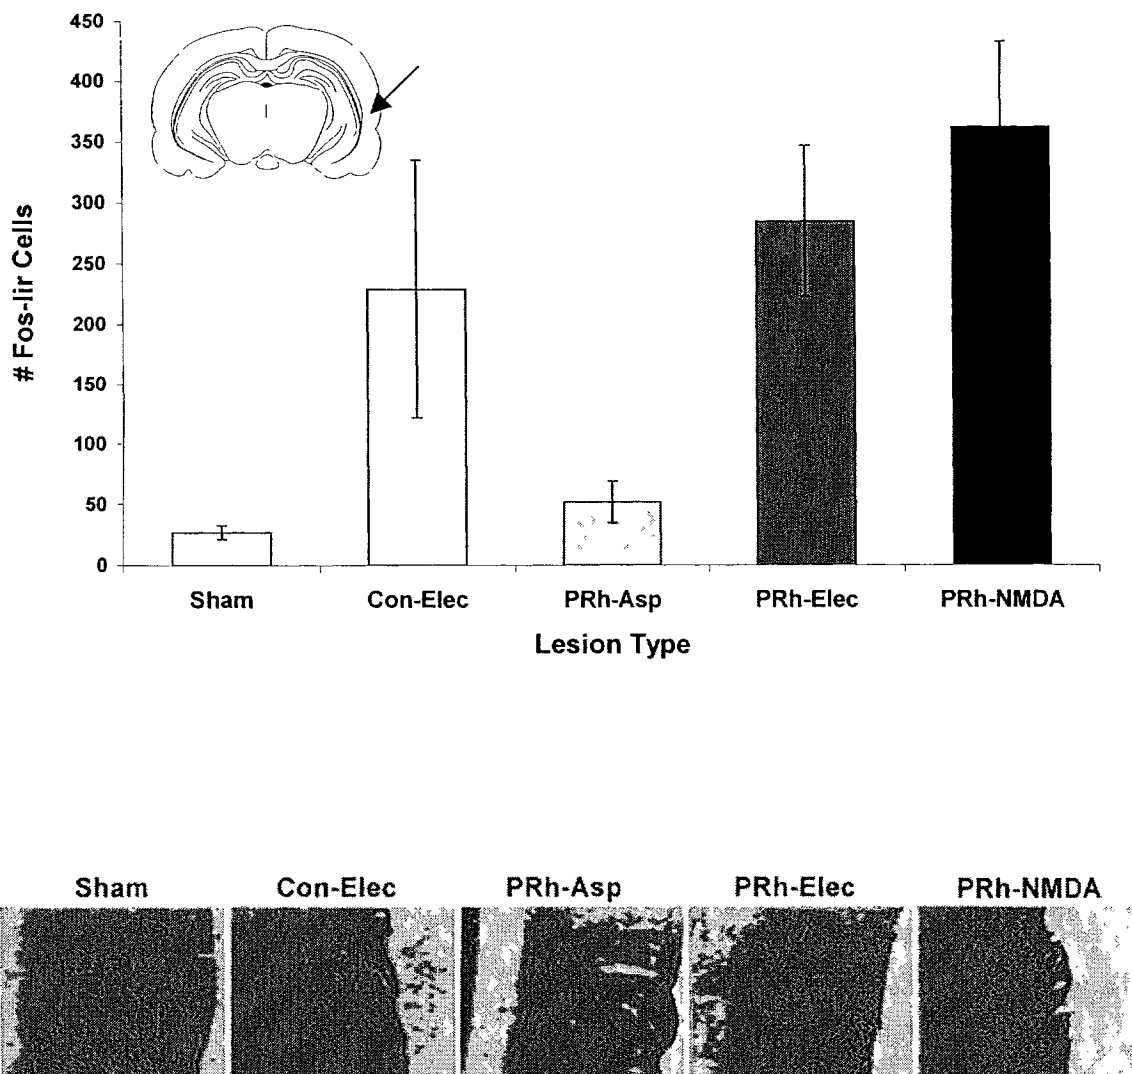 450
400
350
300
250
200
150
100
50
0
# Fos-lir Cells
Sham Con-Elec PRh-Asp PRh-Elec PRh-NMDA
Lesion Type
Sham Con-Elec PRh-Asp PRh-Elec PRh-NMDA